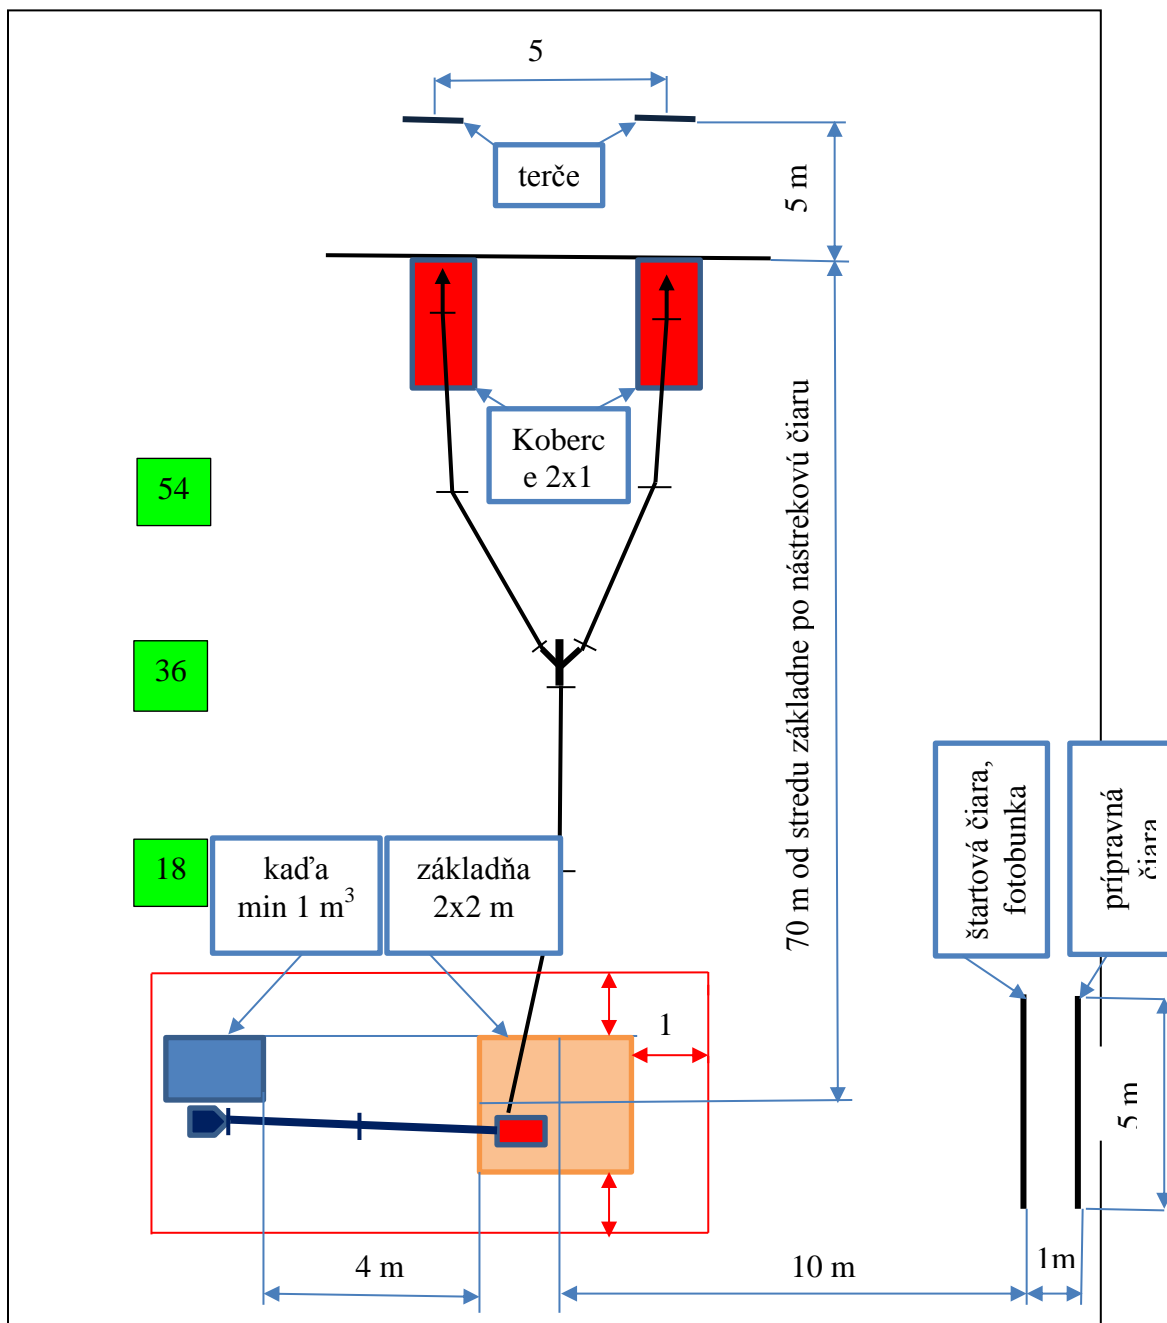 5
terče
5 m
Koberc
e 2x1
54
70 m od stredu základne po nástrekovú čiaru
36
18
kaďa
min 1 m³
základňa
2x2 m
štartová čiara,
fotobunka
prípravná
čiara
1
5 m
4 m
10 m
1m